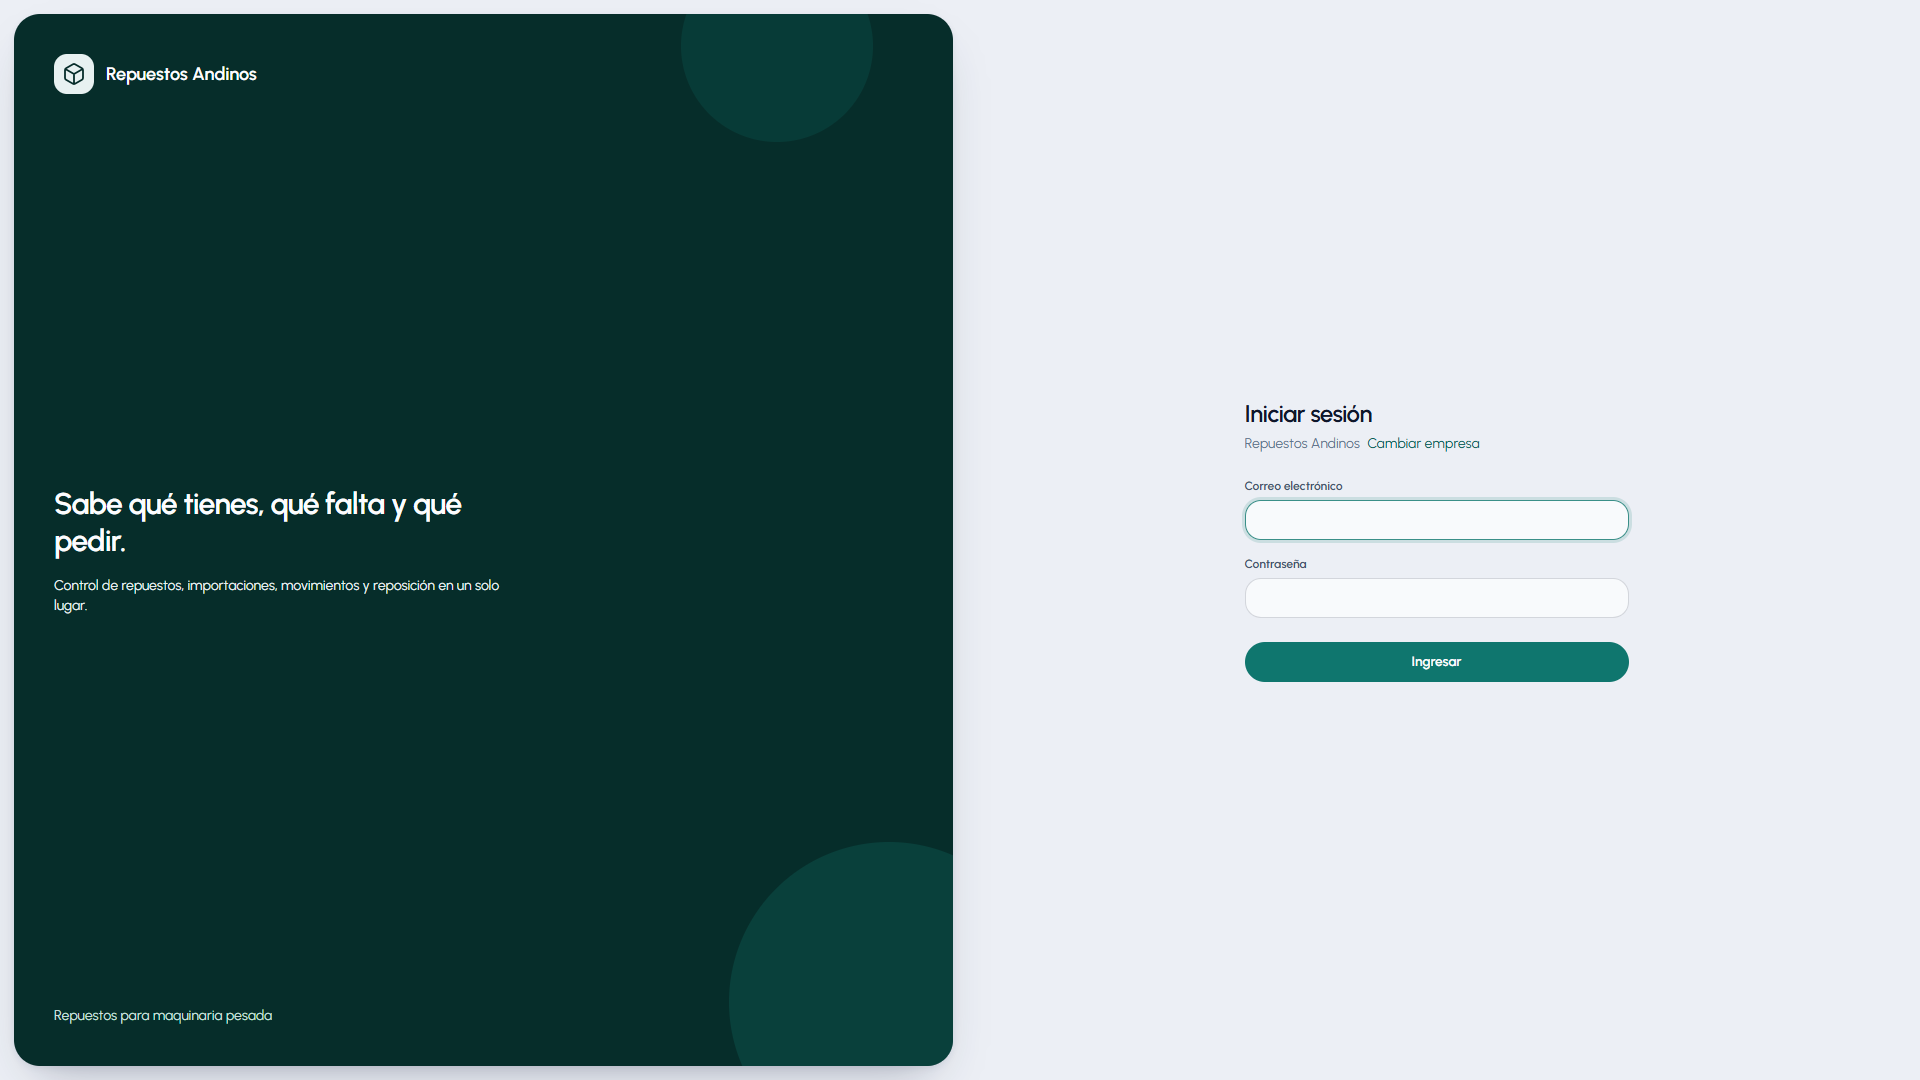 Repuestos Andinos
Sabe qué tienes, qué falta y qué
pedir.
Control de repuestos, importaciones, movimientos y reposición en un solo
lugar.
Repuestos para maquinaria pesada
Iniciar sesión
Repuestos Andinos Cambiar empresa
Correo electrónico
Contraseña
Ingresar